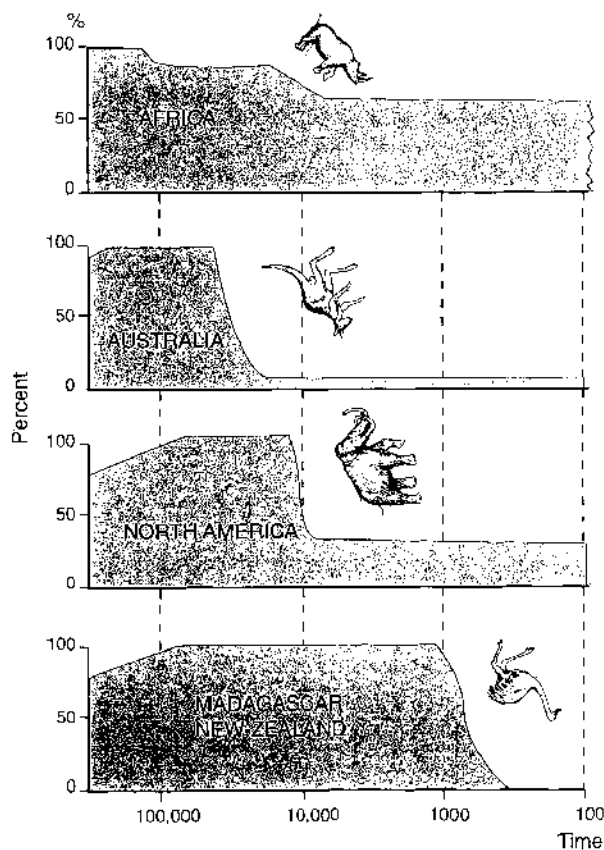 %
100
50
0
AFRICA
100
50
0
AUSTRALIA
Percent
100
50
0
NORTH AMERICA
100
50
0
MADAGASCAR
NEW ZEALAND
100,000
10,000
1000
100
Time